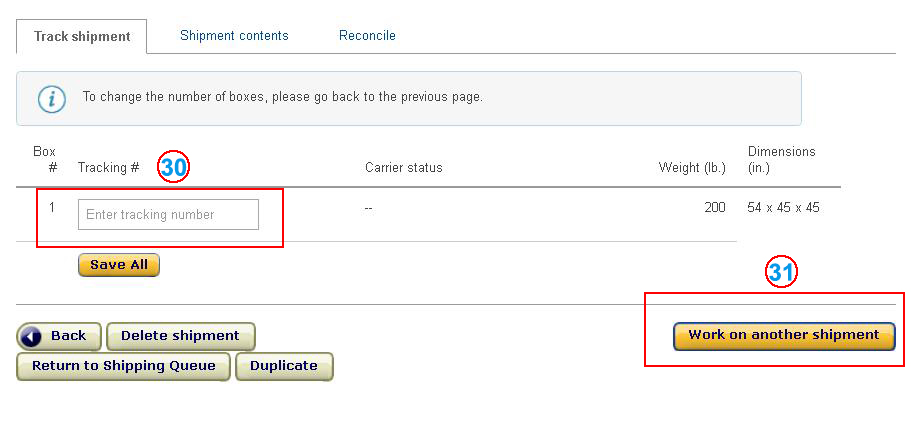 Track shipment Shipment contents Reconcile
To change the number of boxes, please go back to the previous page.
Box # Tracking # 30 Carrier status Weight (lb.) Dimensions (in.)
1 Enter tracking number -- 200 54 x 45 x 45
Save All
31
Back Delete shipment Work on another shipment
Return to Shipping Queue Duplicate